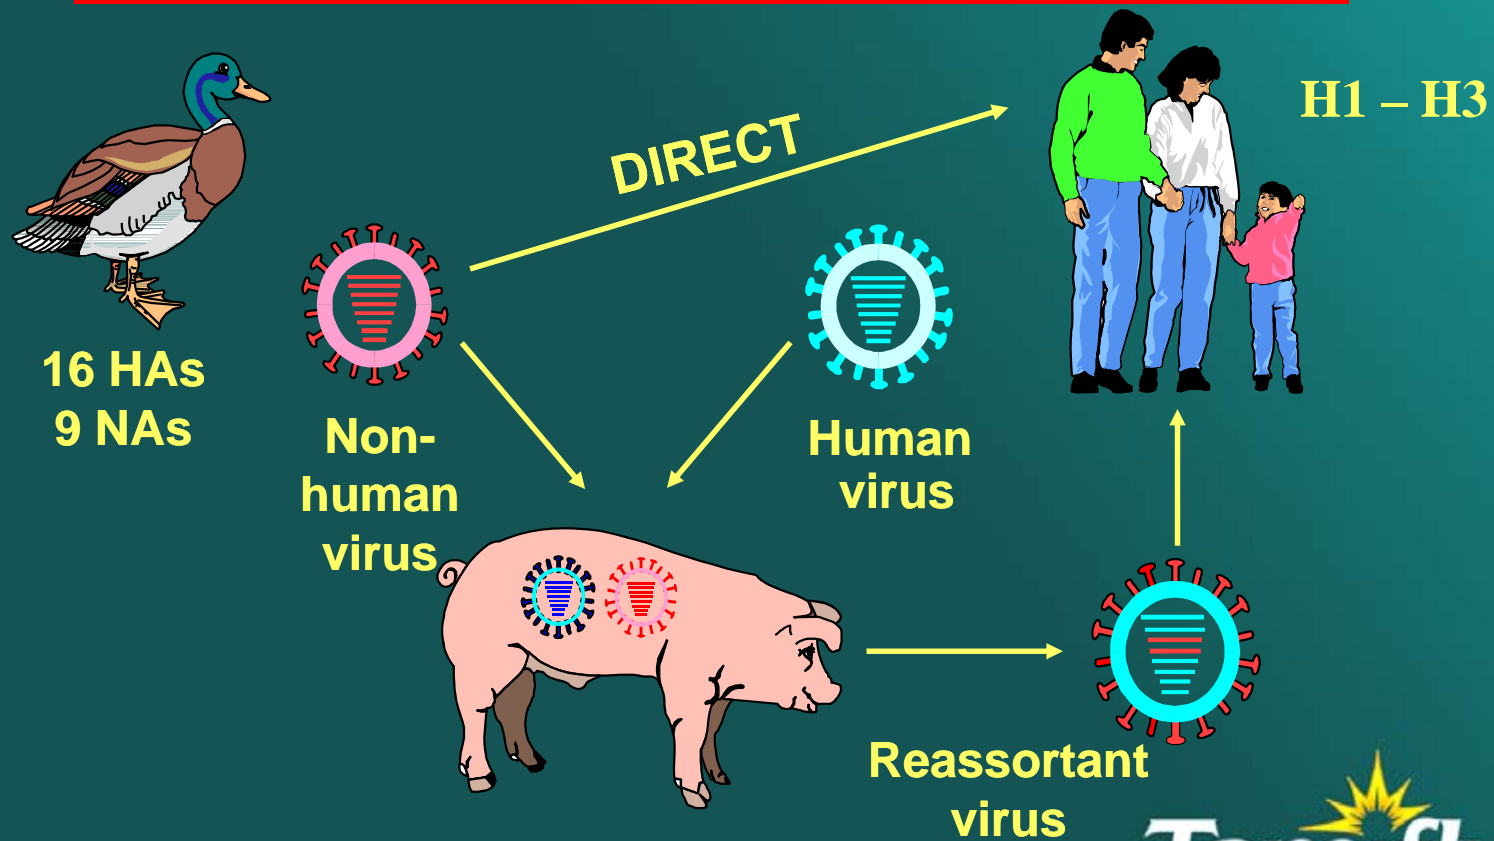 H1 – H3
DIRECT
16 HAs
9 NAs
Non-
human
virus
Human
virus
Reassortant
virus